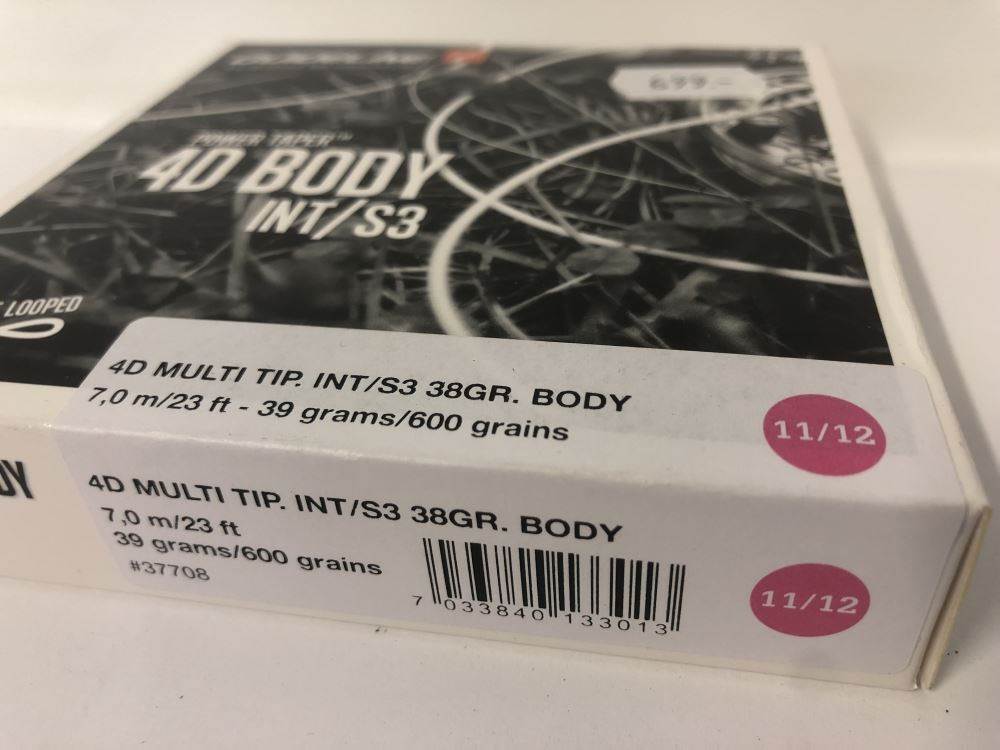 GUIDELINE
699.-
POWER TAPER™
4D BODY
INT/S3
LOOPED
4D MULTI TIP. INT/S3 38GR. BODY
7,0 m/23 ft - 39 grams/600 grains
11/12
DY
4D MULTI TIP. INT/S3 38GR. BODY
7,0 m/23 ft
39 grams/600 grains
#37708
7 033840 133013
11/12